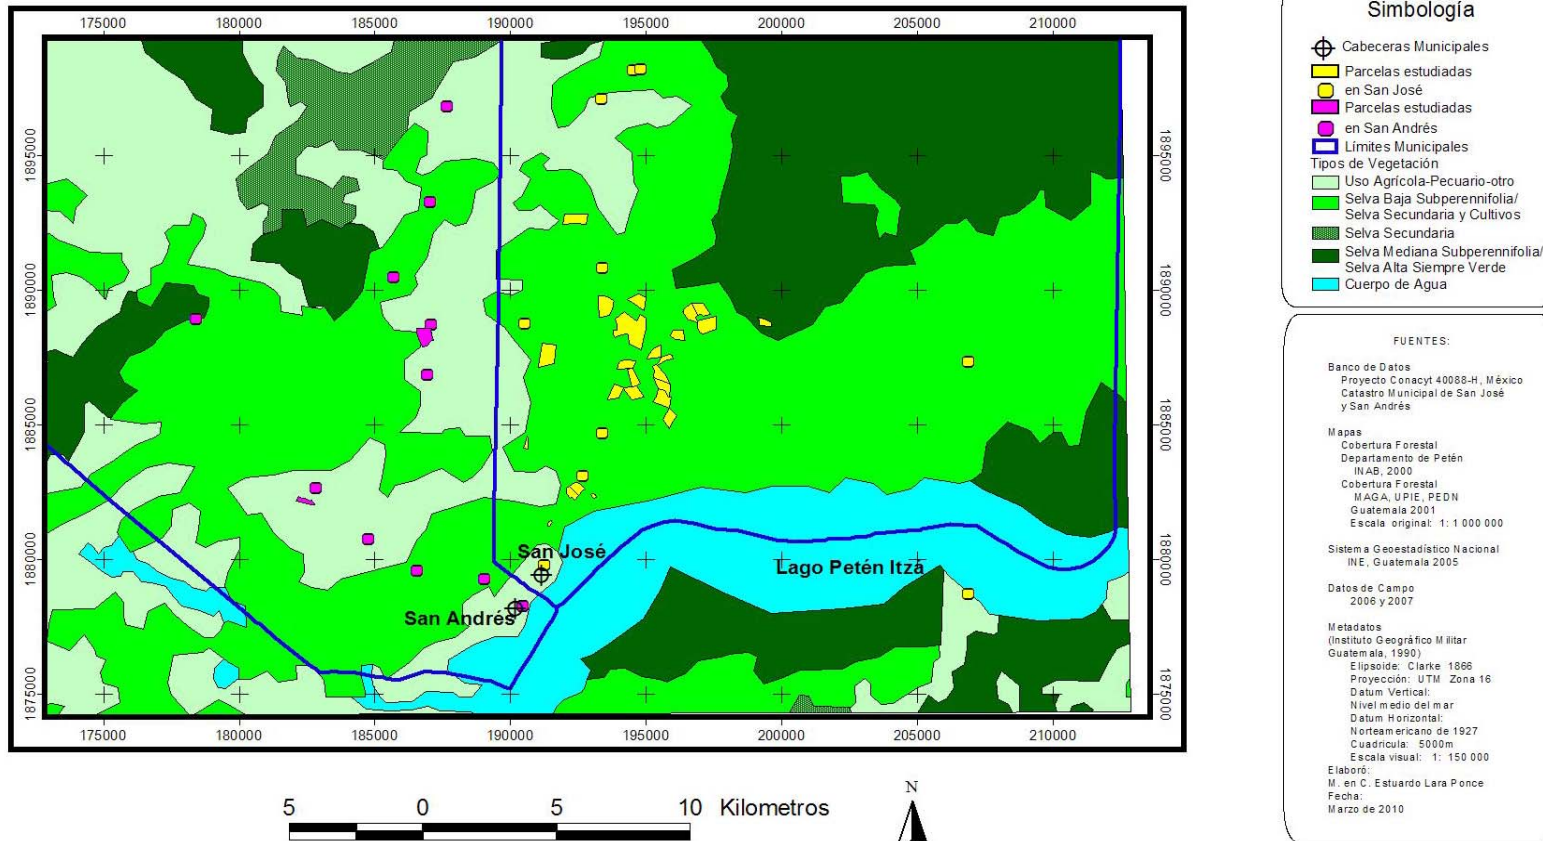 175000 180000 185000 190000 195000 200000 205000 210000
1895000
1890000
1885000
1880000
1875000
1895000
1890000
1885000
1880000
1875000
San José
San Andrés
Lago Petén Itzá
175000 180000 185000 190000 195000 200000 205000 210000
5 0 5 10 Kilometros
N
Simbología
Cabeceras Municipales
Parcelas estudiadas
en San José
Parcelas estudiadas
en San Andrés
Límites Municipales
Tipos de Vegetación
Uso Agrícola-Pecuario-otro
Selva Baja Subperennifolia/
Selva Secundaria y Cultivos
Selva Secundaria
Selva Mediana Subperennifolia/
Selva Alta Siempre Verde
Cuerpo de Agua
FUENTES:
Banco de Datos
Proyecto Conacyt 40088-H, México
Catastro Municipal de San José
y San Andrés
Mapas
Cobertura Forestal
Departamento de Petén
INAB, 2000
Cobertura Forestal
MAGA, UPIE, PEDN
Guatemala 2001
Escala original: 1: 1 000 000
Sistema Geoestadístico Nacional
INE, Guatemala 2005
Datos de Campo
2006 y 2007
Metadatos
(Instituto Geográfico Militar
Guatemala, 1990)
Elipsoide: Clarke 1866
Proyección: UTM Zona 16
Datum Vertical:
Nivel medio del mar
Datum Horizontal:
Norteamericano de 1927
Cuadricula: 5000m
Escala visual: 1: 150 000
Elaboró:
M. en C. Estuardo Lara Ponce
Fecha:
Marzo de 2010